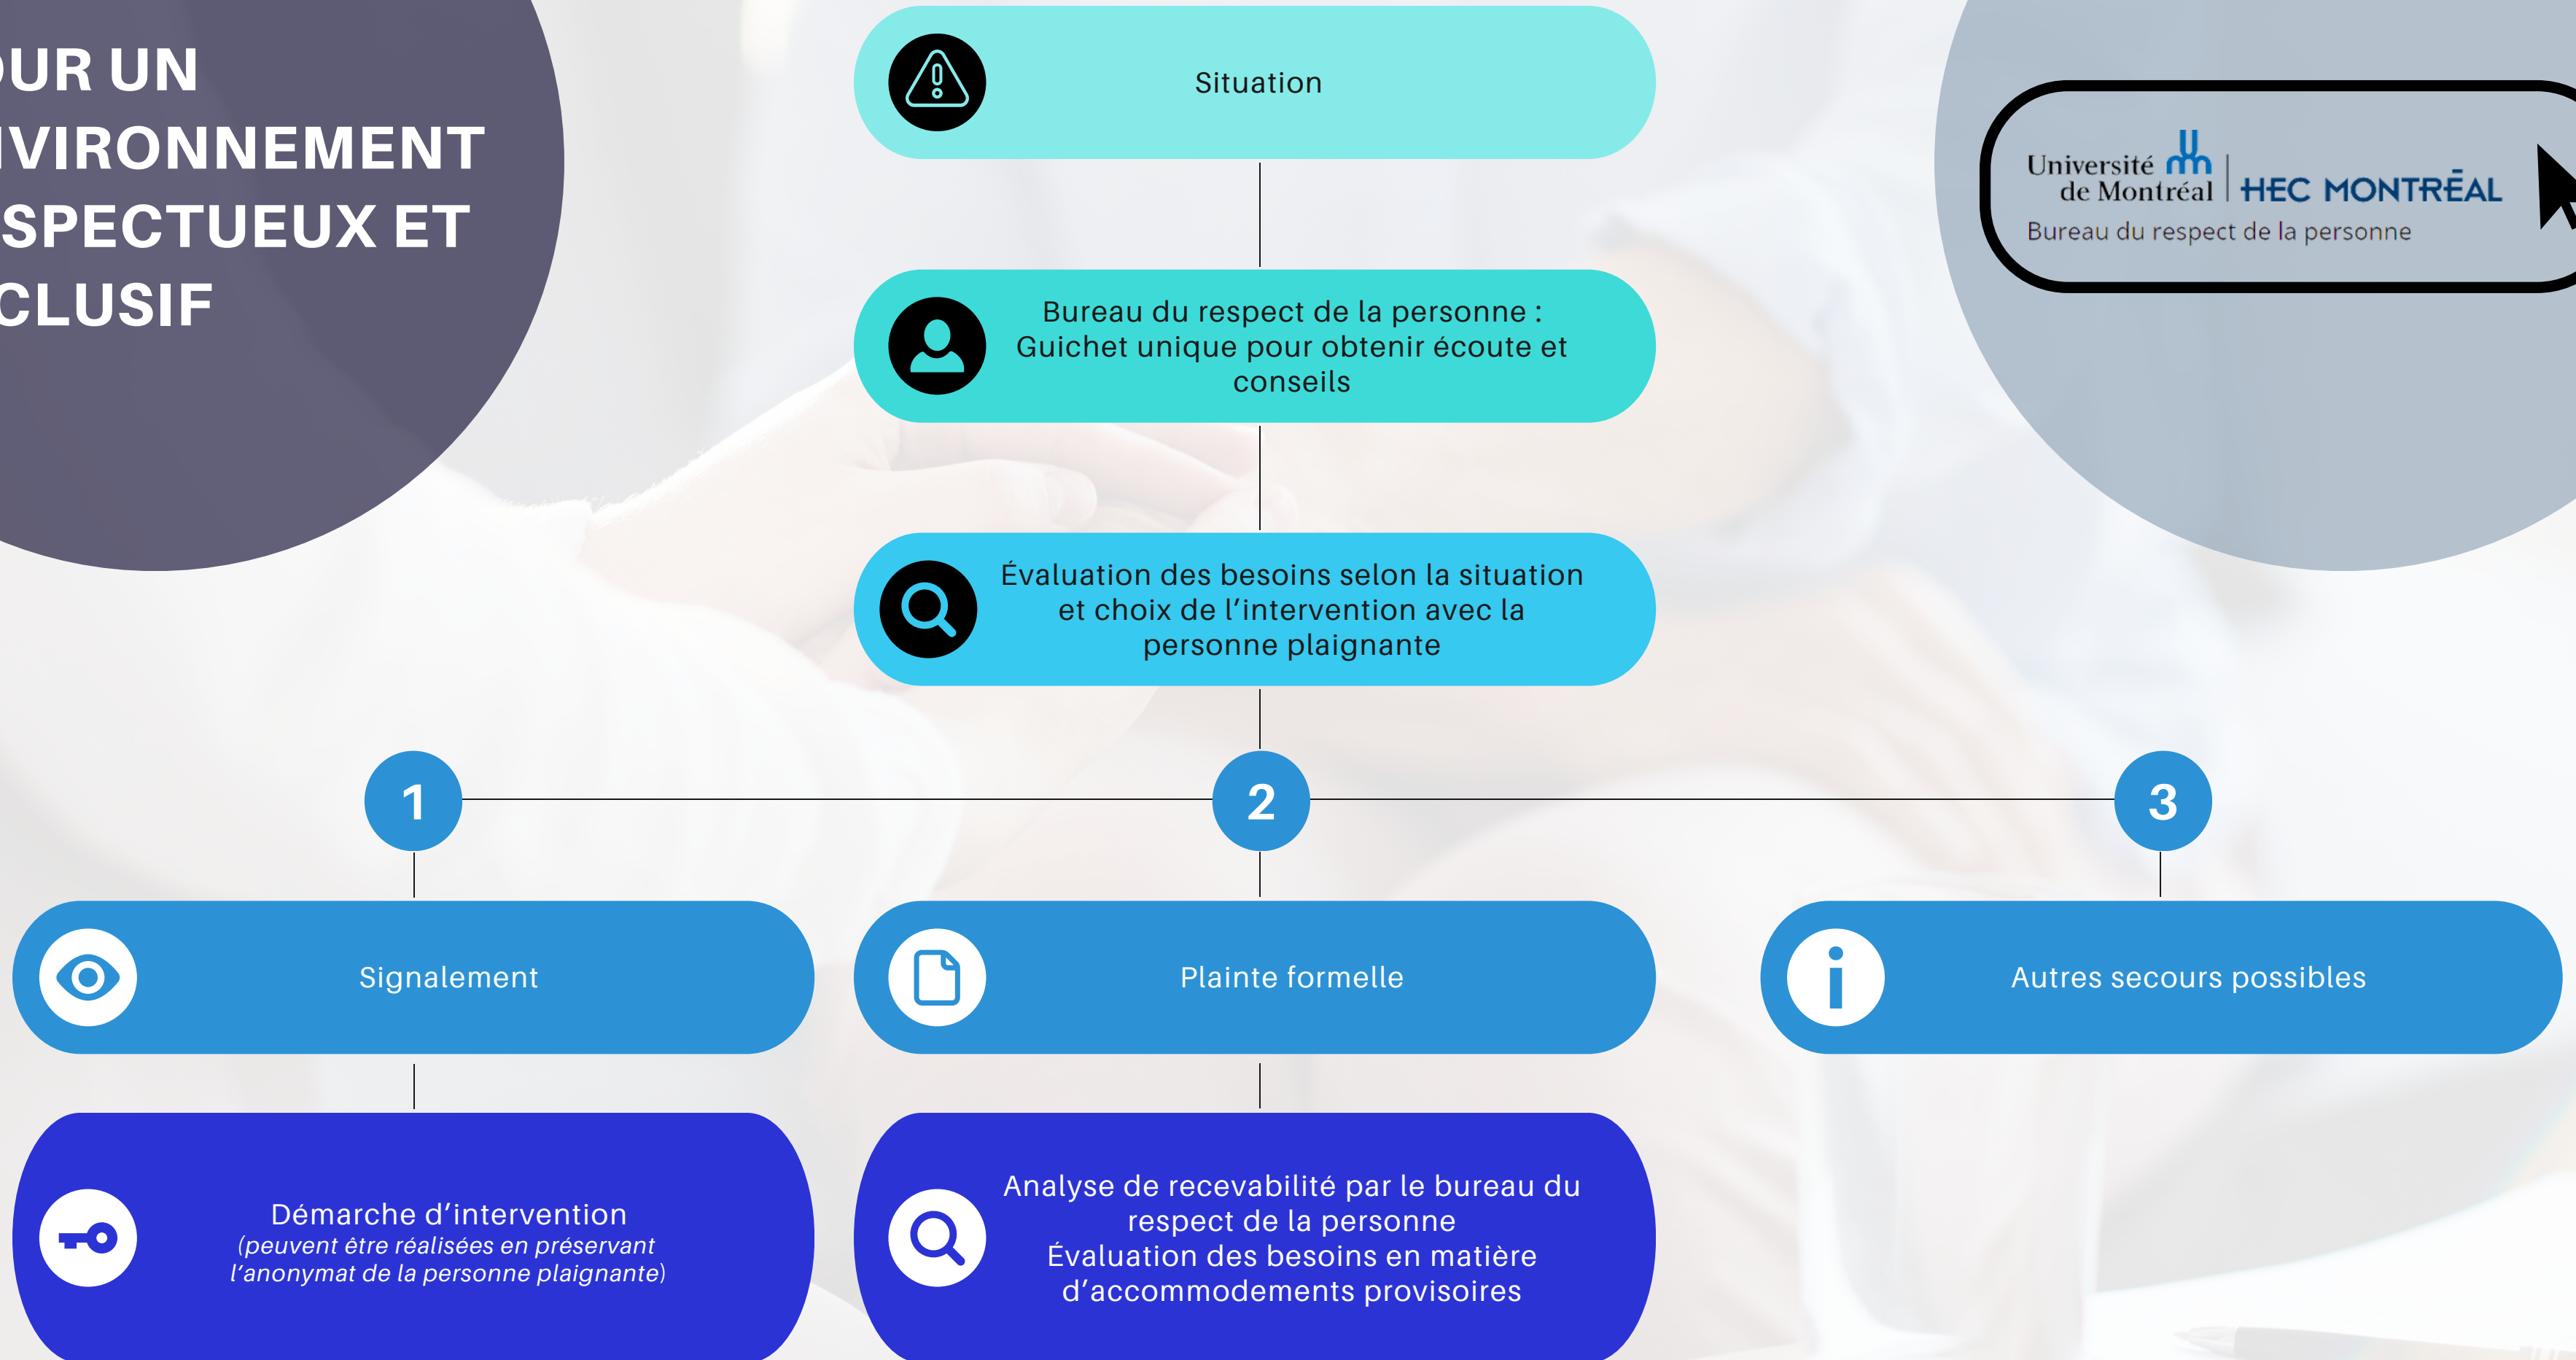 OUR UN
NVIRONNEMENT
SPECTUEUX ET
CLUSIF
Situation
Université
de Montréal
HEC MONTRĒAL
Bureau du respect de la personne
Bureau du respect de la personne :
Guichet unique pour obtenir écoute et
conseils
Évaluation des besoins selon la situation
et choix de l’intervention avec la
personne plaignante
1
2
3
Signalement
Plainte formelle
Autres secours possibles
Démarche d’intervention
(peuvent être réalisées en préservant
l’anonymat de la personne plaignante)
Analyse de recevabilité par le bureau du
respect de la personne
Évaluation des besoins en matière
d’accommodements provisoires